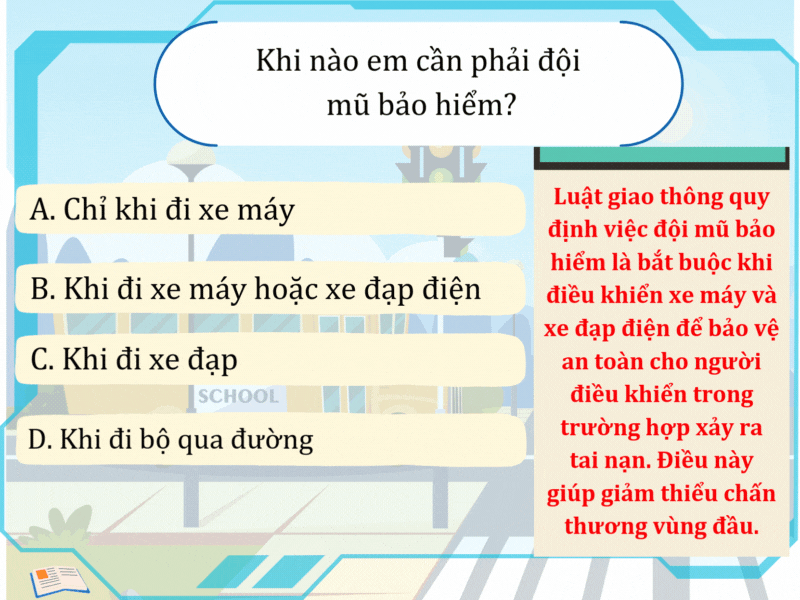 Khi nào em cần phải đội
mũ bảo hiểm?
A. Chỉ khi đi xe máy
B. Khi đi xe máy hoặc xe đạp điện
C. Khi đi xe đạp
D. Khi đi bộ qua đường
SCHOOL
Luật giao thông quy
định việc đội mũ bảo
hiểm là bắt buộc khi
điều khiển xe máy và
xe đạp điện để bảo vệ
an toàn cho người
điều khiển trong
trường hợp xảy ra
tai nạn. Điều này
giúp giảm thiểu chấn
thương vùng đầu.